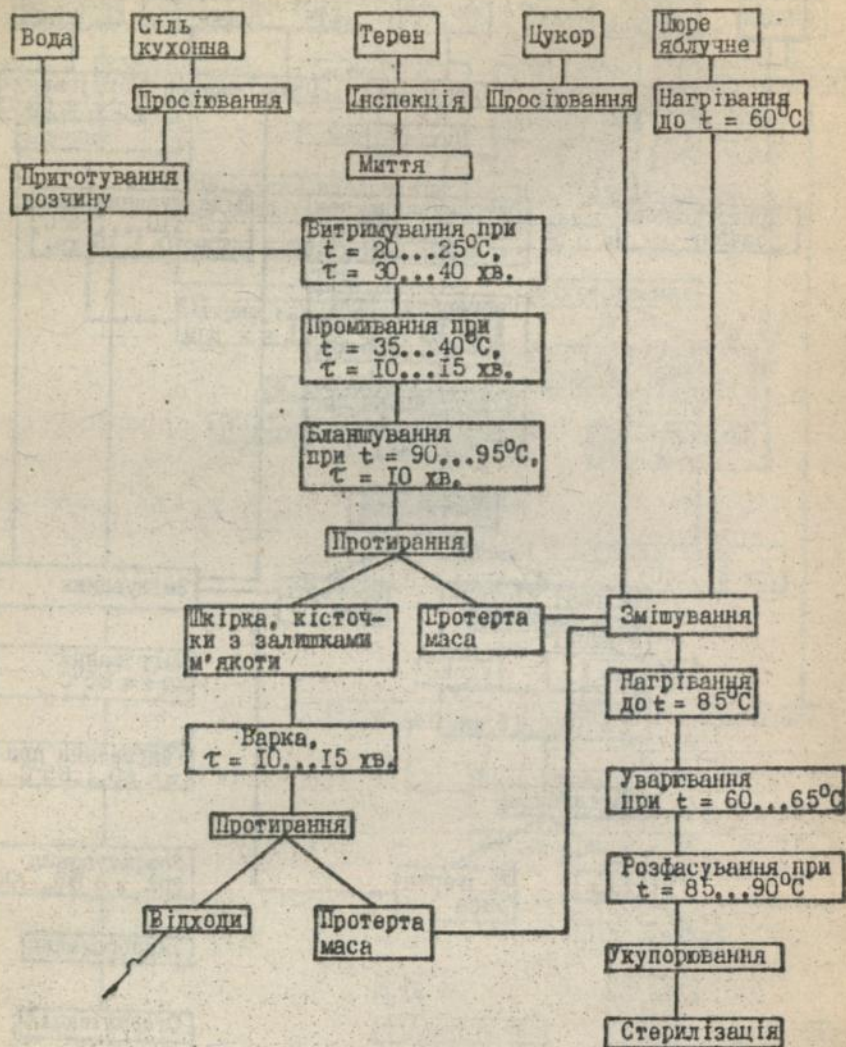 Вода
Сіль
кухонна
Терен
Цукор
Пюре
яблучне
Просіювання
Інспекція
Просіювання
Нагрівання
до t = 60°C
Миття
Приготування
розчину
Витримування при
t = 20...25°C,
τ = 30...40 хв.
Промивання при
t = 35...40°C,
τ = 10...15 хв.
Бланшування
при t = 90...95°C,
τ = 10 хв.
Протирання
Шкірка, кісточ-
ки з залишками
м'якоти
Протерта
маса
Змішування
Нагрівання
до t = 85°C
Варка,
τ = 10...15 хв.
Уварювання
при t = 60...65°C
Протирання
Розфасування при
t = 85...90°C
Відходи
Протерта
маса
Укупорювання
Стерилізація